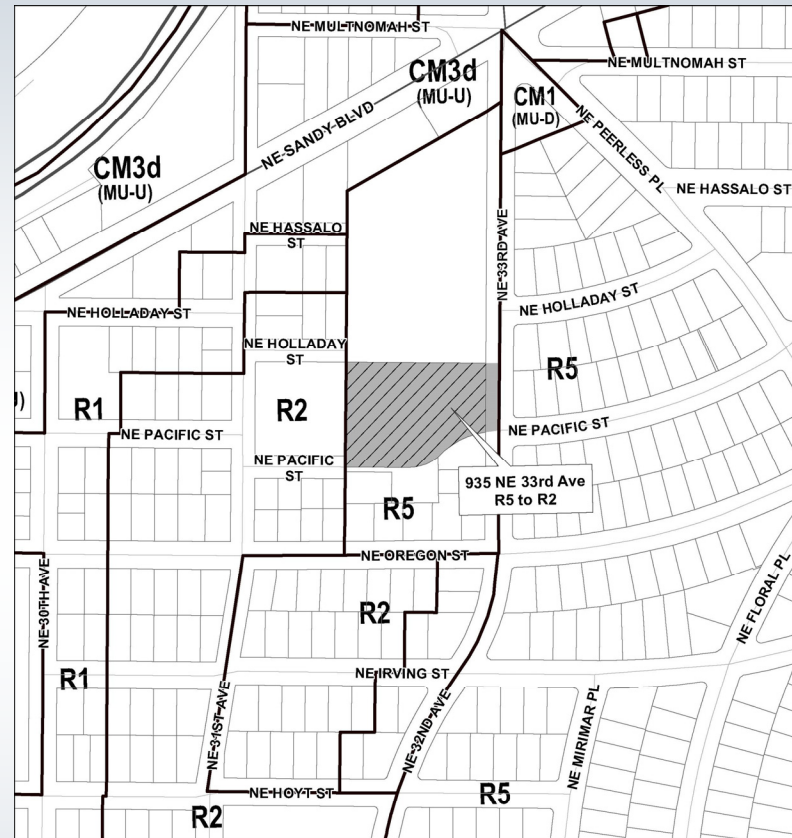 NE MULTNOMAH ST
CM3d
(MU-U)
NE MULTNOMAH ST
CM1
(MU-D)
NE SANDY BLVD
NE PEERLESS PL
CM3d
(MU-U)
NE HASSALO ST
NE HASSALO
ST
NE 33RD AVE
NE HOLLADAY ST
NE HOLLADAY ST
NE HOLLADAY
ST
R5
R1
R2
NE PACIFIC ST
NE PACIFIC ST
NE PACIFIC
ST
935 NE 33rd Ave
R5 to R2
R5
NE OREGON ST
NE 30TH AVE
NE FLORAL PL
R2
NE IRVING ST
R1
NE 31ST AVE
NE 32ND AVE
NE MIRIMAR PL
NE HOYT ST
R5
R2